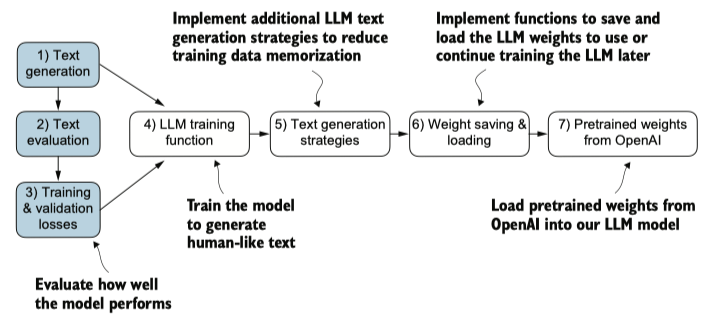 Implement additional LLM text
generation strategies to reduce
training data memorization
Implement functions to save and
load the LLM weights to use or
continue training the LLM later
1) Text
generation
2) Text
evaluation
3) Training
& validation
losses
4) LLM training
function
5) Text generation
strategies
6) Weight saving &
loading
7) Pretrained weights
from OpenAI
Train the model
to generate
human-like text
Load pretrained weights from
OpenAI into our LLM model
Evaluate how well
the model performs